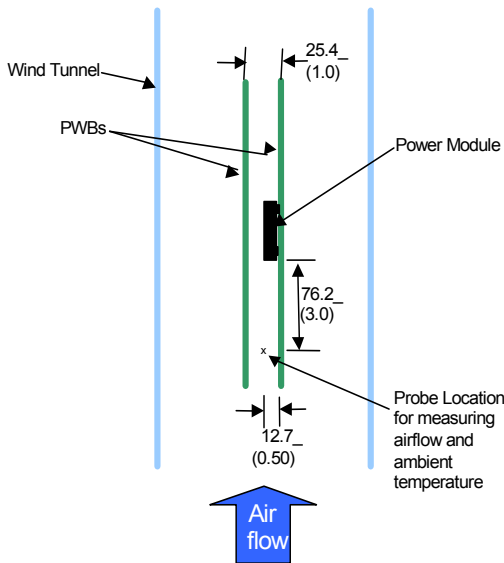 25.4_
(1.0)
Wind Tunnel
PWBs
Power Module
76.2_
(3.0)
x
Probe Location
for measuring
airflow and
ambient
temperature
12.7_
(0.50)
Air
flow